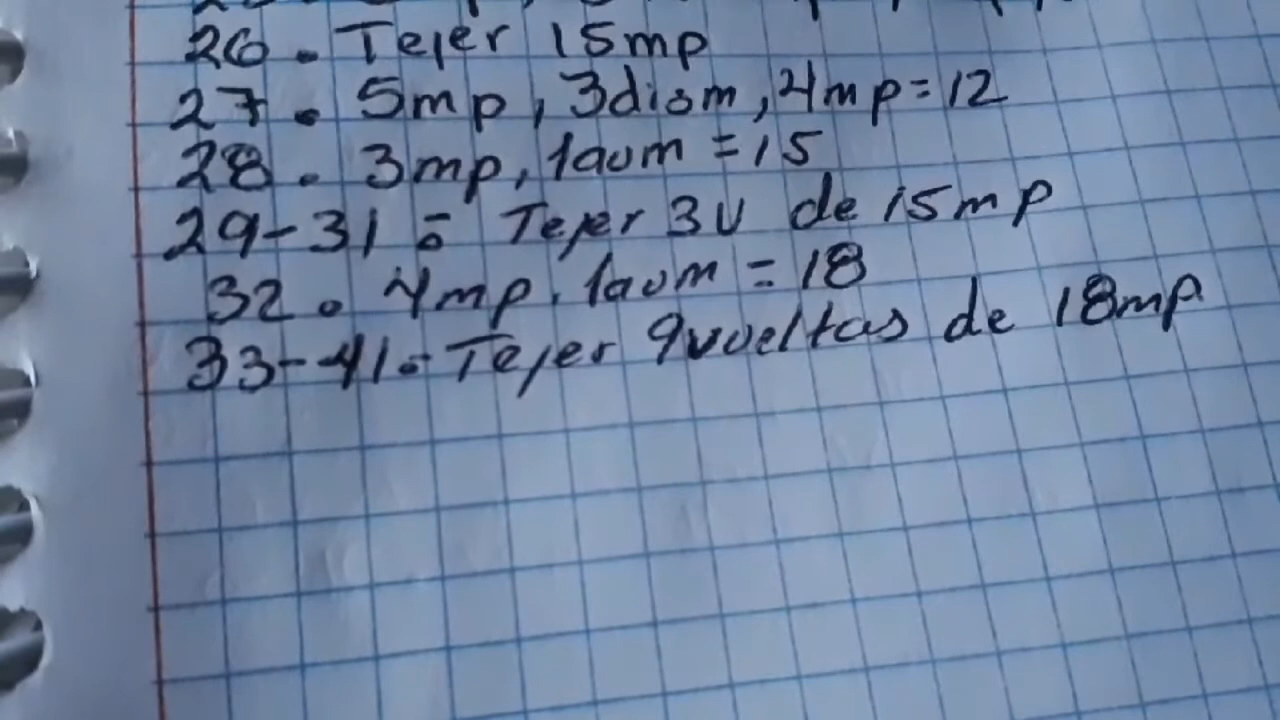 26. Tejer 15mp
27. 5mp, 3dism, 4mp=12
28. 3mp, 1aum =15
29-31= Tejer 3v de 15mp
32. 4mp. 1aum =18
33-41= Tejer 9vueltas de 18mp